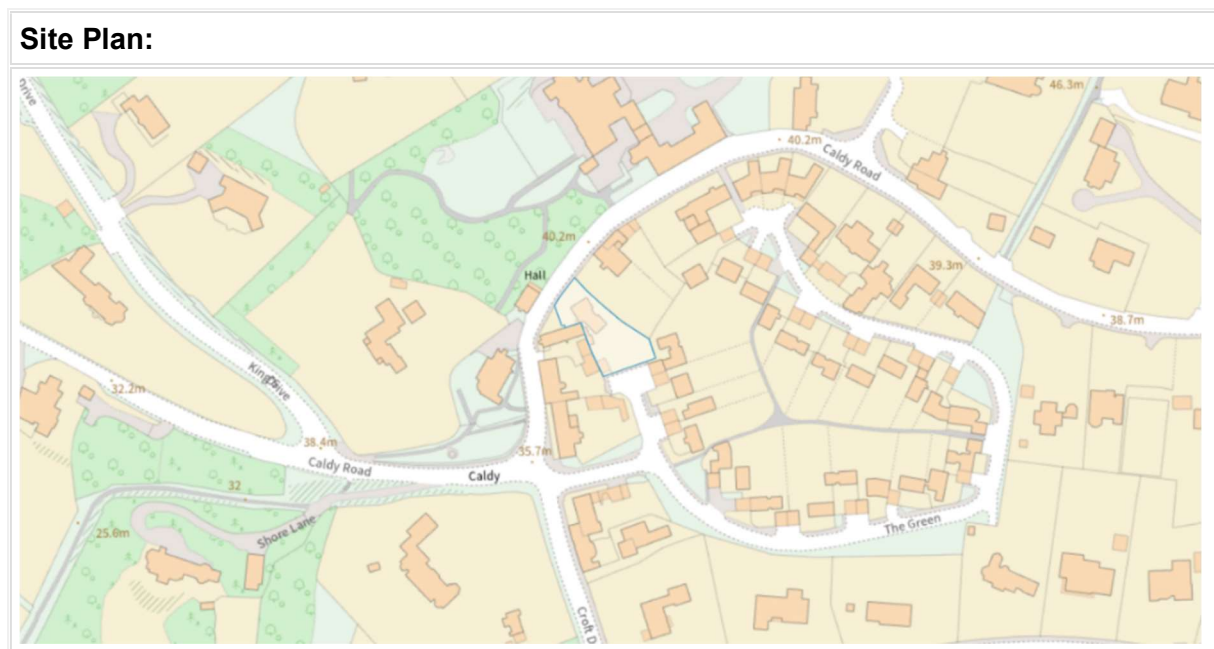 Site Plan:
Drive
46.3m
40.2m
Caldy Road
40.2m
Hall
39.3m
38.7m
32.2m
38.4m
35.7m
Caldy Road
Caldy
32
The Green
25.6m
Shore Lane
Croft D